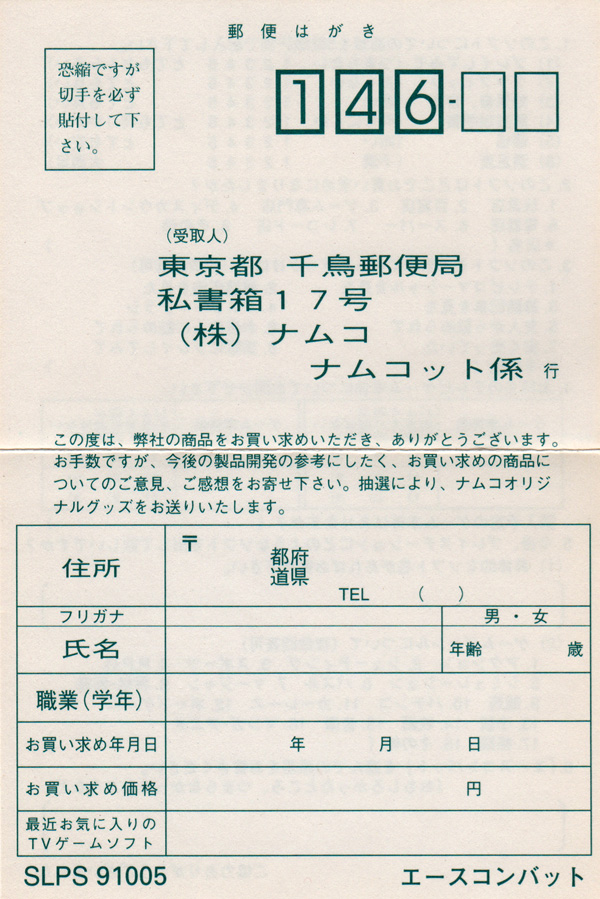 郵便はがき
恐縮ですが
切手を必ず
貼付して下
さい。
146-
（受取人）
東京都 千鳥郵便局
私書箱17号
（株）ナムコ
ナムコット係 行
この度は、弊社の商品をお買い求めいただき、ありがとうございます。
お手数ですが、今後の製品開発の参考にしたく、お買い求めの商品に
ついてのご意見、ご感想をお寄せ下さい。抽選により、ナムコオリジ
ナルグッズをお送りいたします。
住所 〒 都府
道県
TEL （ ）
フリガナ 男・女
氏名 年齢 歳
職業(学年)
お買い求め年月日 年 月 日
お買い求め価格 円
最近お気に入りの
TVゲームソフト
SLPS 91005 エースコンバット